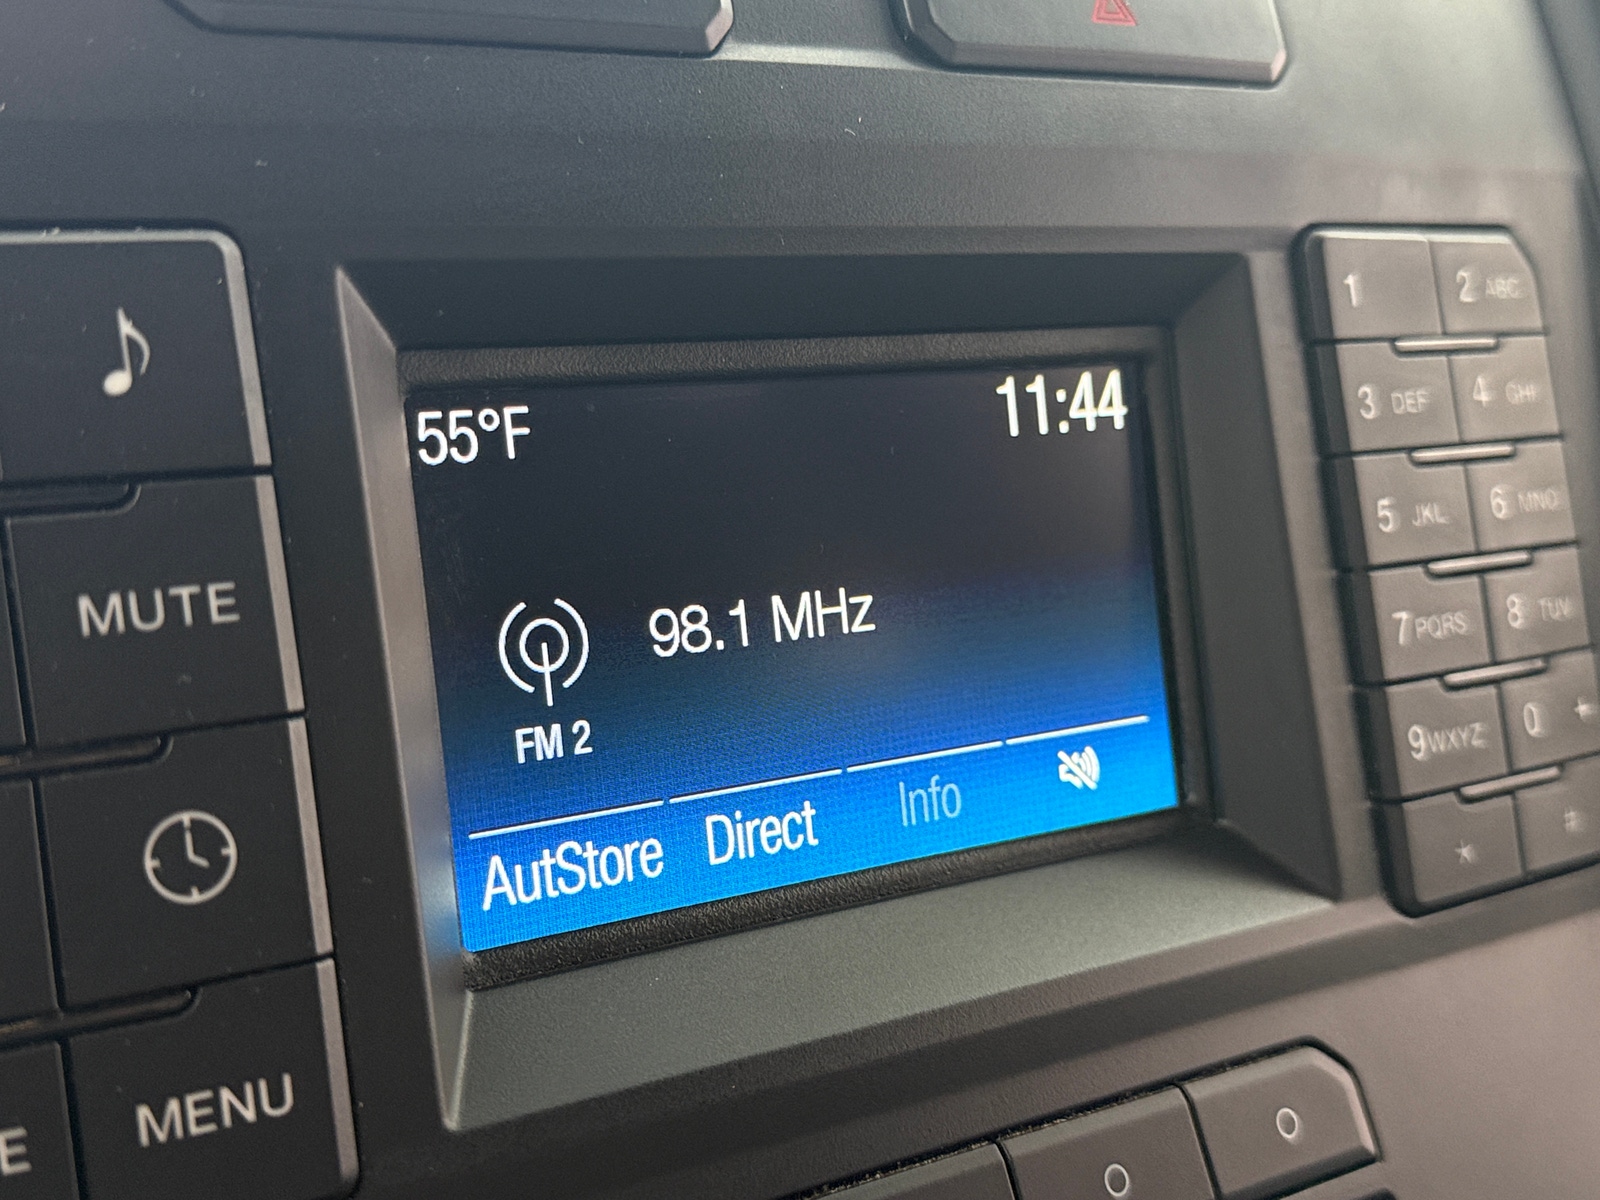 55°F
11:44
98.1 MHz
FM 2
AutStore
Direct
Info
MUTE
MENU
E
1
2 ABC
3 DEF
4 GHI
5 JKL
6 MNO
7 PQRS
8 TUV
9 WXYZ
0 +
*
#